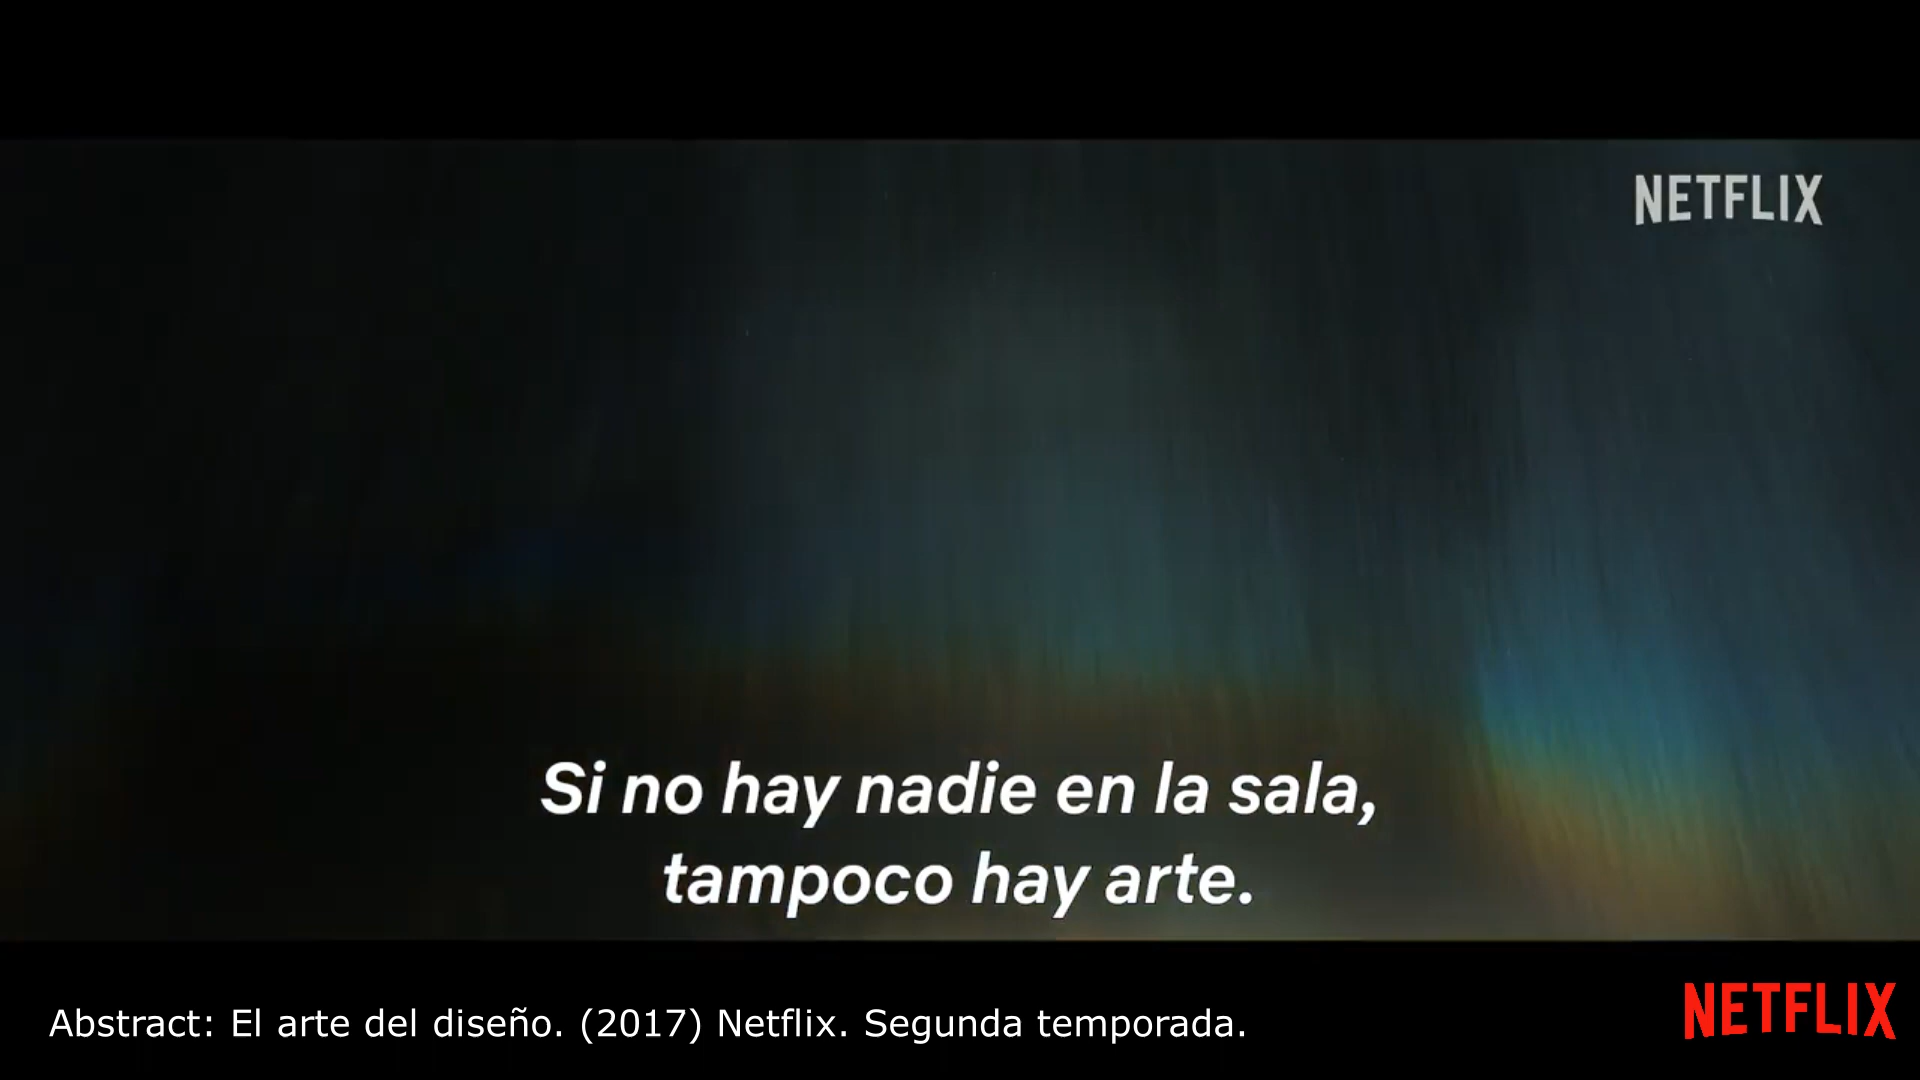 NETFLIX
Si no hay nadie en la sala,
tampoco hay arte.
Abstract: El arte del diseño. (2017) Netflix. Segunda temporada.
NETFLIX